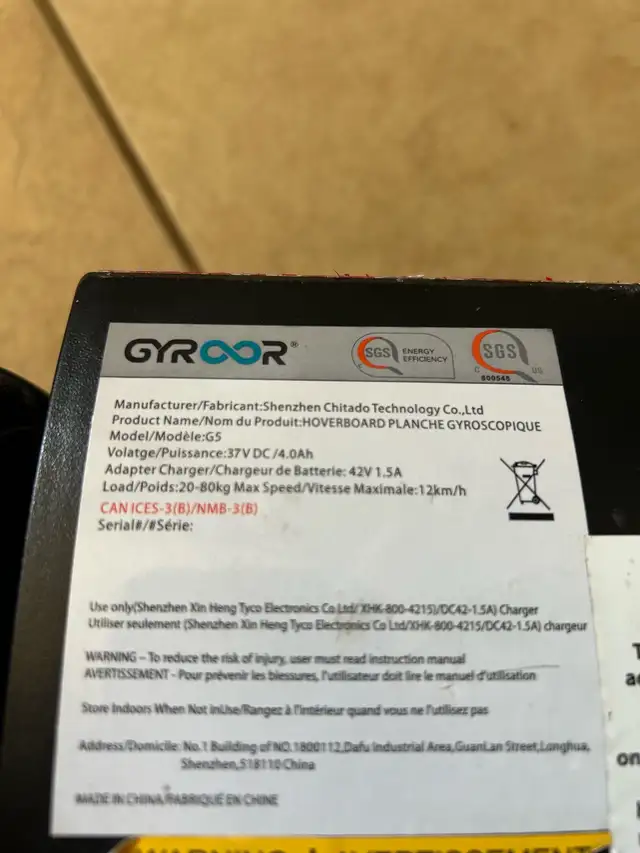 GYROOR®
SGS ENERGY EFFICIENCY
C SGS US
600545
Manufacturer/Fabricant:Shenzhen Chitado Technology Co.,Ltd
Product Name/Nom du Produit:HOVERBOARD PLANCHE GYROSCOPIQUE
Model/Modèle:G5
Volatge/Puissance:37V DC /4.0Ah
Adapter Charger/Chargeur de Batterie: 42V 1.5A
Load/Poids:20-80kg Max Speed/Vitesse Maximale:12km/h
CAN ICES-3(B)/NMB-3(B)
Serial#/#Série:
Use only(Shenzhen Xin Heng Tyco Electronics Co Ltd/ XHK-800-4215)/DC42-1.5A) Charger
Utiliser seulement (Shenzhen Xin Heng Tyco Electronics Co Ltd/XHK-800-4215/DC42-1.5A) chargeur
WARNING – To reduce the risk of injury, user must read instruction manual
AVERTISSEMENT - Pour prévenir les blessures, l'utilisateur doit lire le manuel d'utilisation
Store Indoors When Not InUse/Rangez à l'intérieur quand vous ne l'utilisez pas
Address/Domicile: No.1 Building of NO.1800112,Dafu Industrial Area,GuanLan Street,Longhua,
Shenzhen,518110 China
MADE IN CHINA/FABRIQUÉ EN CHINE
WARNING / AVERTISSEMENT
on